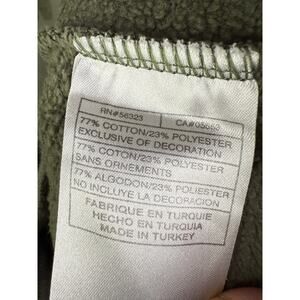 RN#56323 CA#05553
77% COTTON/23% POLYESTER
EXCLUSIVE OF DECORATION
77% COTON/23% POLYESTER
SANS ORNEMENTS
77% ALGODON/23% POLIESTER
NO INCLUYE LA DECORACION
FABRIQUE EN TURQUIE
HECHO EN TURQUIA
MADE IN TURKEY